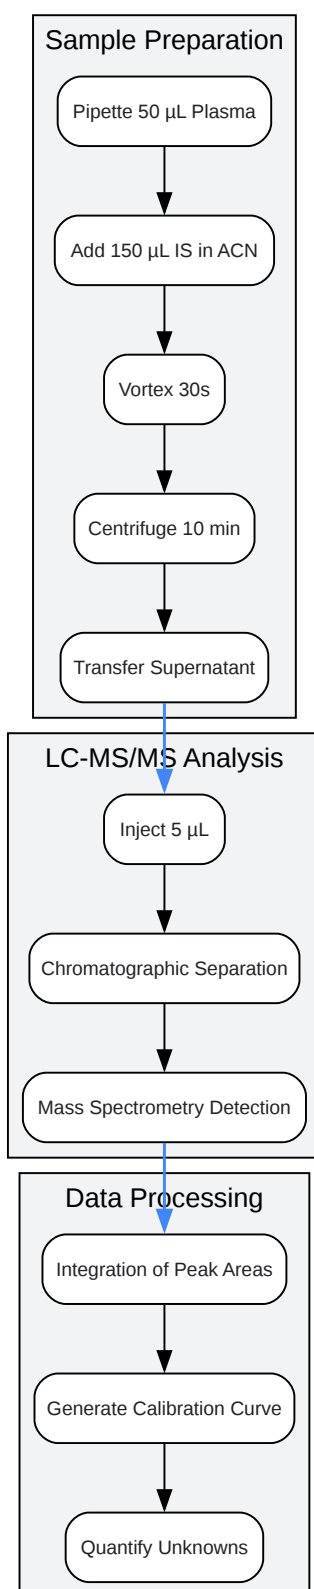 Sample Preparation
Pipette 50 µL Plasma
Add 150 µL IS in ACN
Vortex 30s
Centrifuge 10 min
Transfer Supernatant
LC-MS/MS Analysis
Inject 5 µL
Chromatographic Separation
Mass Spectrometry Detection
Data Processing
Integration of Peak Areas
Generate Calibration Curve
Quantify Unknowns